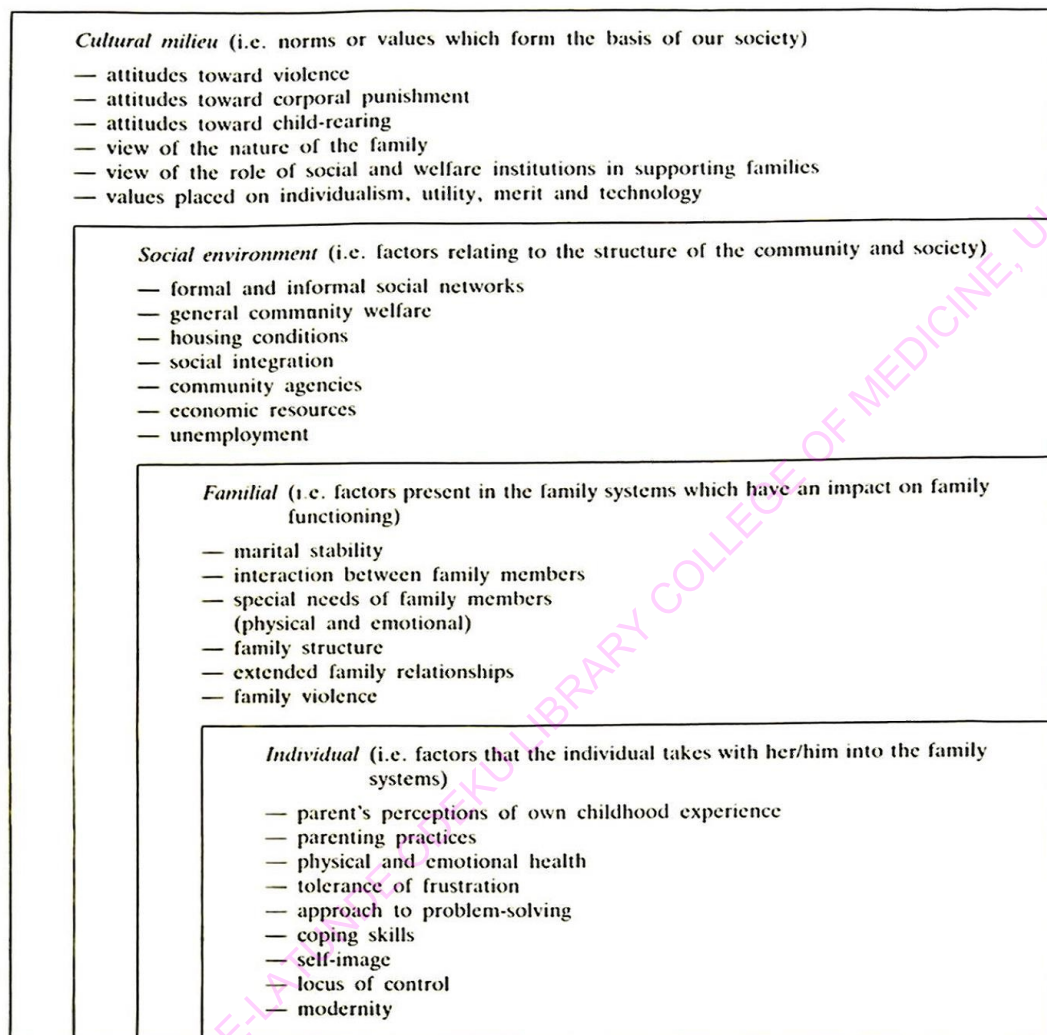 Cultural milieu (i.e. norms or values which form the basis of our society)
— attitudes toward violence
— attitudes toward corporal punishment
— attitudes toward child-rearing
— view of the nature of the family
— view of the role of social and welfare institutions in supporting families
— values placed on individualism, utility, merit and technology
Social environment (i.e. factors relating to the structure of the community and society)
— formal and informal social networks
— general community welfare
— housing conditions
— social integration
— community agencies
— economic resources
— unemployment
Familial (i.e. factors present in the family systems which have an impact on family
functioning)
— marital stability
— interaction between family members
— special needs of family members
(physical and emotional)
— family structure
— extended family relationships
— family violence
Individual (i.e. factors that the individual takes with her/him into the family
systems)
— parent's perceptions of own childhood experience
— parenting practices
— physical and emotional health
— tolerance of frustration
— approach to problem-solving
— coping skills
— self-image
— locus of control
— modernity
E-LATUNDE ODEKU LIBRARY COLLEGE OF MEDICINE, U